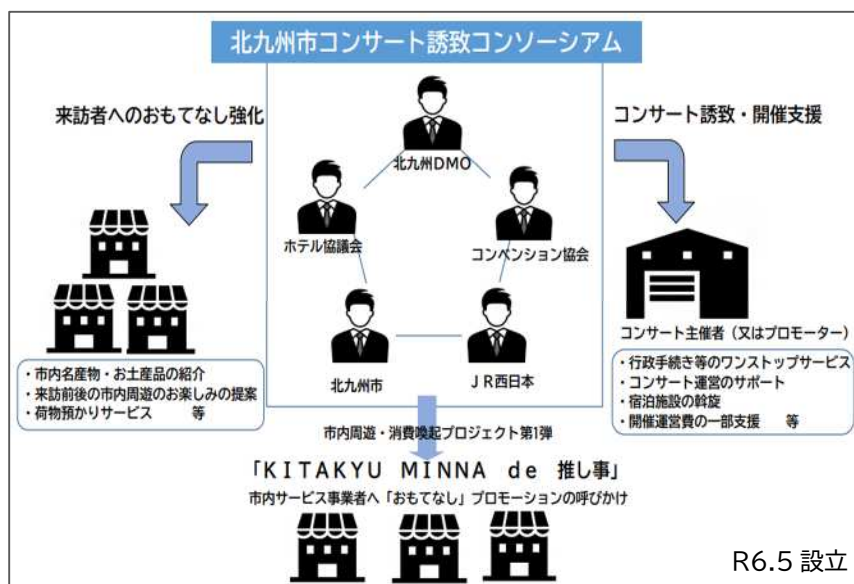 北九州市コンサート誘致コンソーシアム
来訪者へのおもてなし強化
コンサート誘致・開催支援
北九州DMO
ホテル協議会
コンベンション協会
北九州市
JR西日本
コンサート主催者（又はプロモーター）
・市内名産物・お土産品の紹介
・来訪前後の市内周遊のお楽しみの提案
・荷物預かりサービス　　等
・行政手続き等のワンストップサービス
・コンサート運営のサポート
・宿泊施設の斡旋
・開催運営費の一部支援　　等
市内周遊・消費喚起プロジェクト第1弾
「KITAKYU MINNA de 推し事」
市内サービス事業者へ「おもてなし」プロモーションの呼びかけ
R6.5 設立